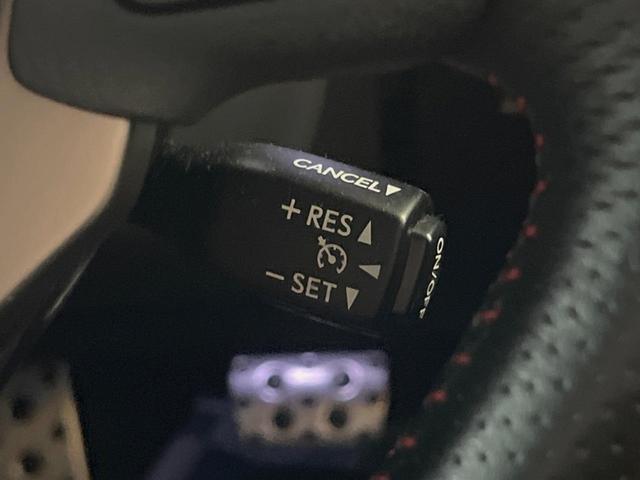 CANCEL▼
+ RES ▲
◀
− SET ▼
ON/OFF